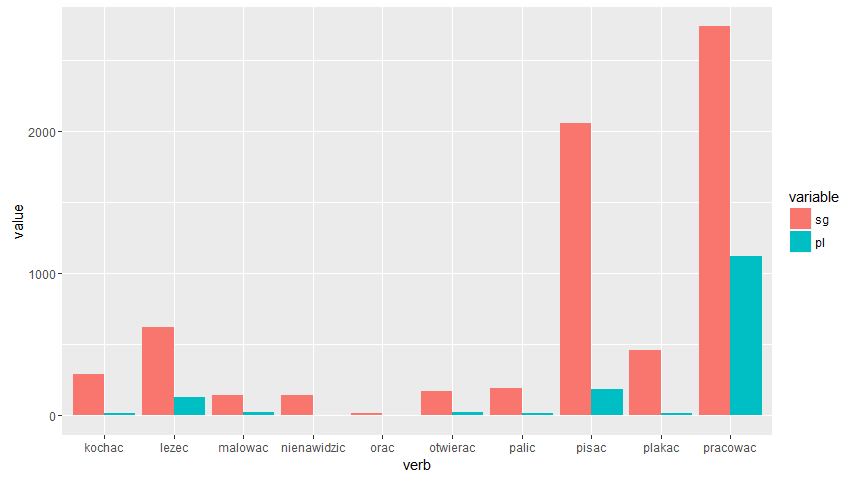 2000
1000
0
value
kochac lezec malowac nienawidzic orac otwierac palic pisac plakac pracowac
verb
variable
sg
pl